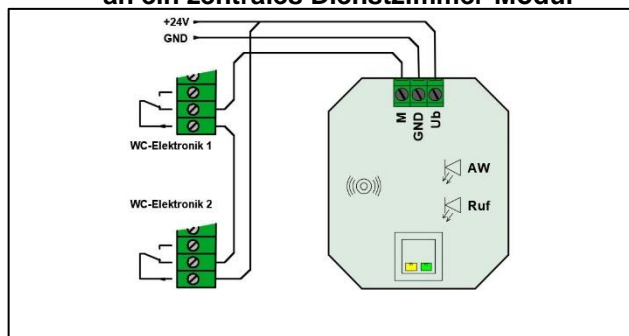 an ein zentrales Dienstzimmer-Modul
+24V
GND
WC-Elektronik 1
M
GND
Ub
AW
WC-Elektronik 2
Ruf